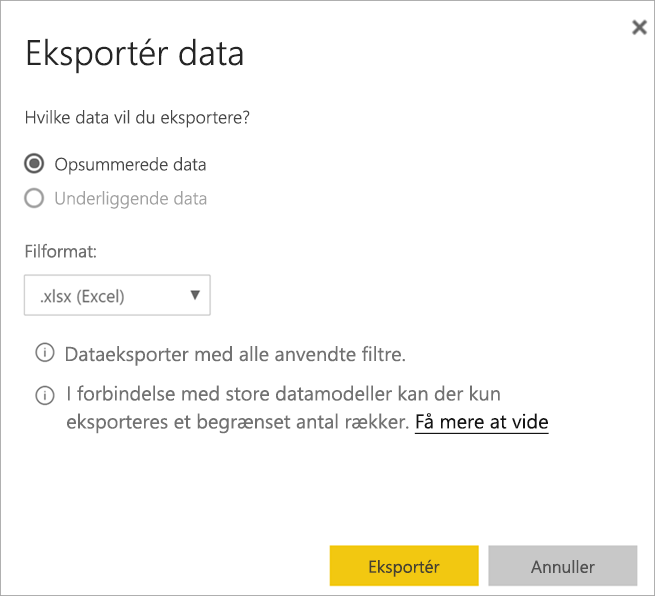 Eksportér data
Hvilke data vil du eksportere?
Opsummerede data
Underliggende data
Filformat:
.xlsx (Excel)
Dataeksporter med alle anvendte filtre.
I forbindelse med store datamodeller kan der kun
eksporteres et begrænset antal rækker. Få mere at vide
Eksportér
Annuller